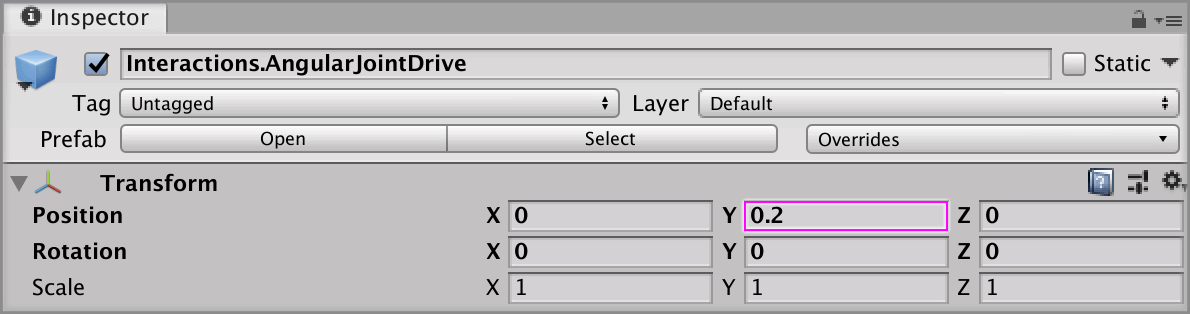 Inspector
Interactions.AngularJointDrive Static
Tag Untagged Layer Default
Prefab Open Select Overrides
Transform
Position X 0 Y 0.2 Z 0
Rotation X 0 Y 0 Z 0
Scale X 1 Y 1 Z 1